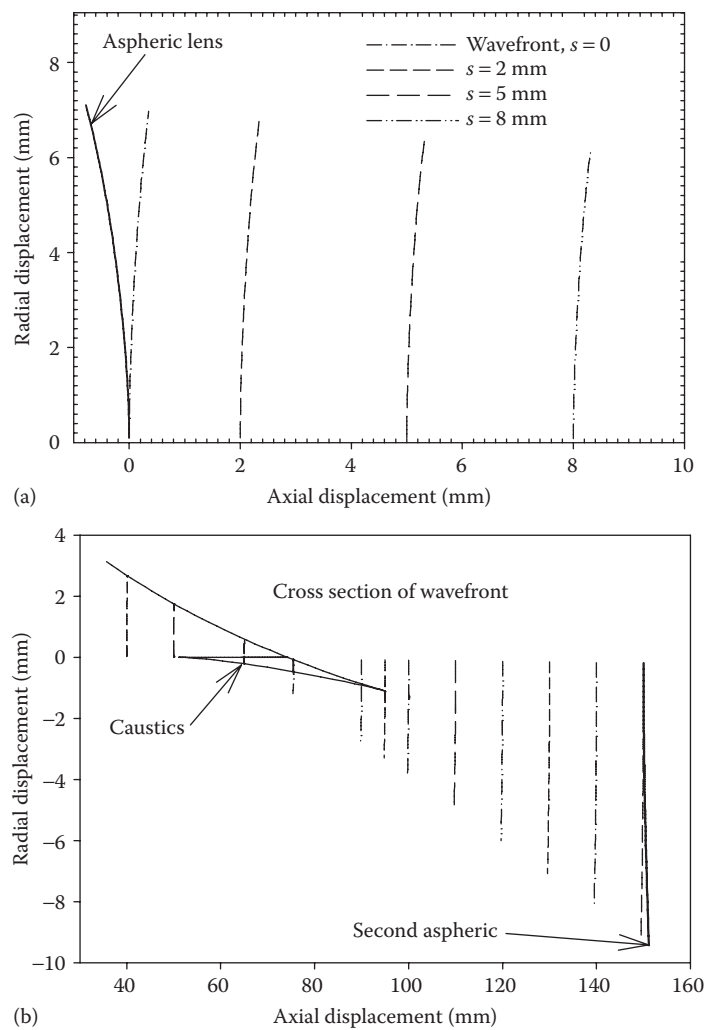 Aspheric lens
Wavefront, s = 0
s = 2 mm
s = 5 mm
s = 8 mm
Radial displacement (mm)
8
6
4
2
0
0
2
4
6
8
10
(a)
Axial displacement (mm)
Cross section of wavefront
Caustics
Second aspheric
Radial displacement (mm)
4
2
0
−2
−4
−6
−8
−10
40
60
80
100
120
140
160
(b)
Axial displacement (mm)